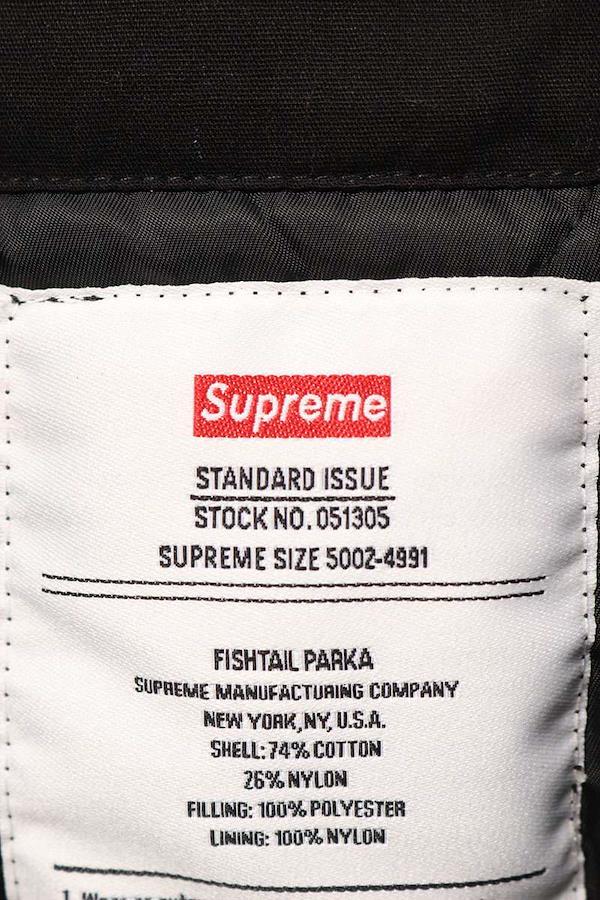 Supreme
STANDARD ISSUE
STOCK NO. 051305
SUPREME SIZE 5002-4991
FISHTAIL PARKA
SUPREME MANUFACTURING COMPANY
NEW YORK, NY, U.S.A.
SHELL: 74% COTTON
26% NYLON
FILLING: 100% POLYESTER
LINING: 100% NYLON